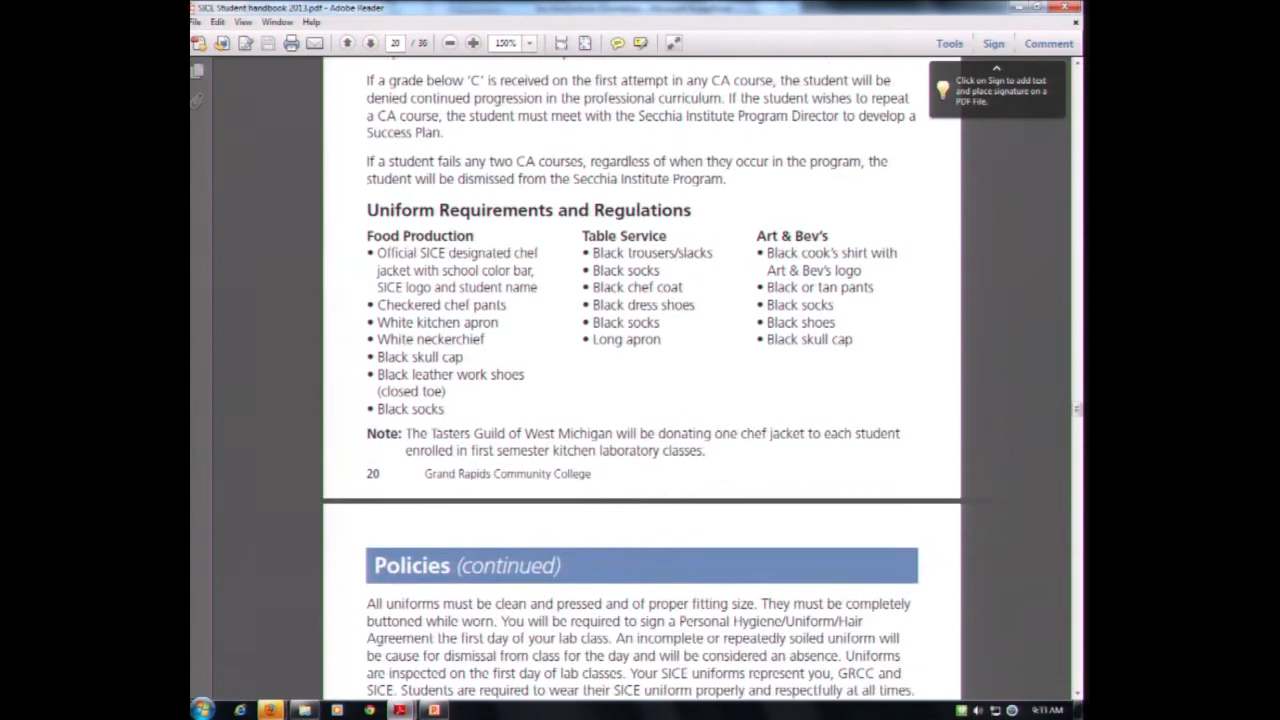 SICE Student handbook 2013.pdf - Adobe Reader
File Edit View Window Help
20 / 36 150% Tools Sign Comment
Click on Sign to add text
and place signature on a
PDF File.
If a grade below ‘C’ is received on the first attempt in any CA course, the student will be
denied continued progression in the professional curriculum. If the student wishes to repeat
a CA course, the student must meet with the Secchia Institute Program Director to develop a
Success Plan.
If a student fails any two CA courses, regardless of when they occur in the program, the
student will be dismissed from the Secchia Institute Program.
Uniform Requirements and Regulations
Food Production
• Official SICE designated chef
jacket with school color bar,
SICE logo and student name
• Checkered chef pants
• White kitchen apron
• White neckerchief
• Black skull cap
• Black leather work shoes
(closed toe)
• Black socks
Table Service
• Black trousers/slacks
• Black socks
• Black chef coat
• Black dress shoes
• Black socks
• Long apron
Art & Bev's
• Black cook's shirt with
Art & Bev's logo
• Black or tan pants
• Black socks
• Black shoes
• Black skull cap
Note: The Tasters Guild of West Michigan will be donating one chef jacket to each student
enrolled in first semester kitchen laboratory classes.
20 Grand Rapids Community College
Policies (continued)
All uniforms must be clean and pressed and of proper fitting size. They must be completely
buttoned while worn. You will be required to sign a Personal Hygiene/Uniform/Hair
Agreement the first day of your lab class. An incomplete or repeatedly soiled uniform will
be cause for dismissal from class for the day and will be considered an absence. Uniforms
are inspected on the first day of lab classes. Your SICE uniforms represent you, GRCC and
SICE. Students are required to wear their SICE uniform properly and respectfully at all times.
9:33 AM